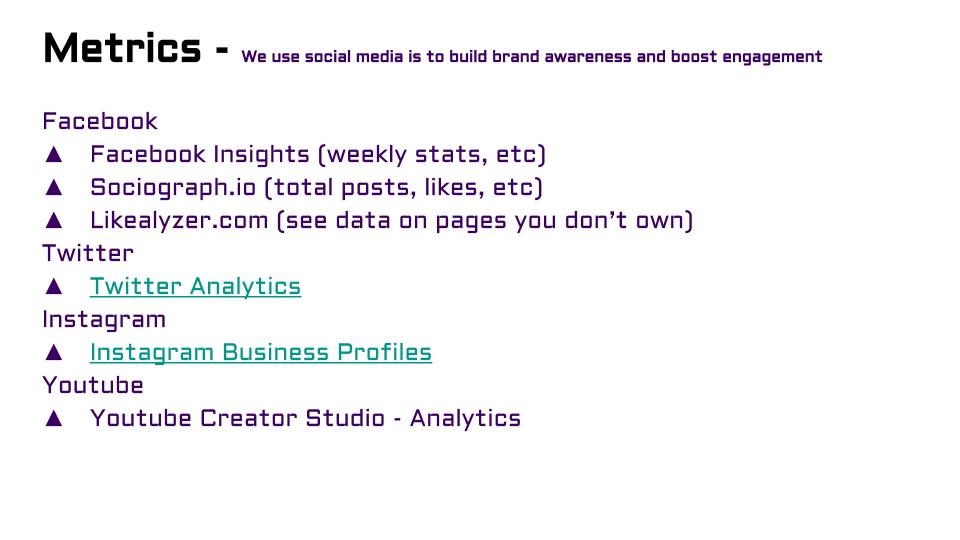 Metrics - We use social media is to build brand awareness and boost engagement
Facebook
▲ Facebook Insights (weekly stats, etc)
▲ Sociograph.io (total posts, likes, etc)
▲ Likealyzer.com (see data on pages you don’t own)
Twitter
▲ Twitter Analytics
Instagram
▲ Instagram Business Profiles
Youtube
▲ Youtube Creator Studio - Analytics